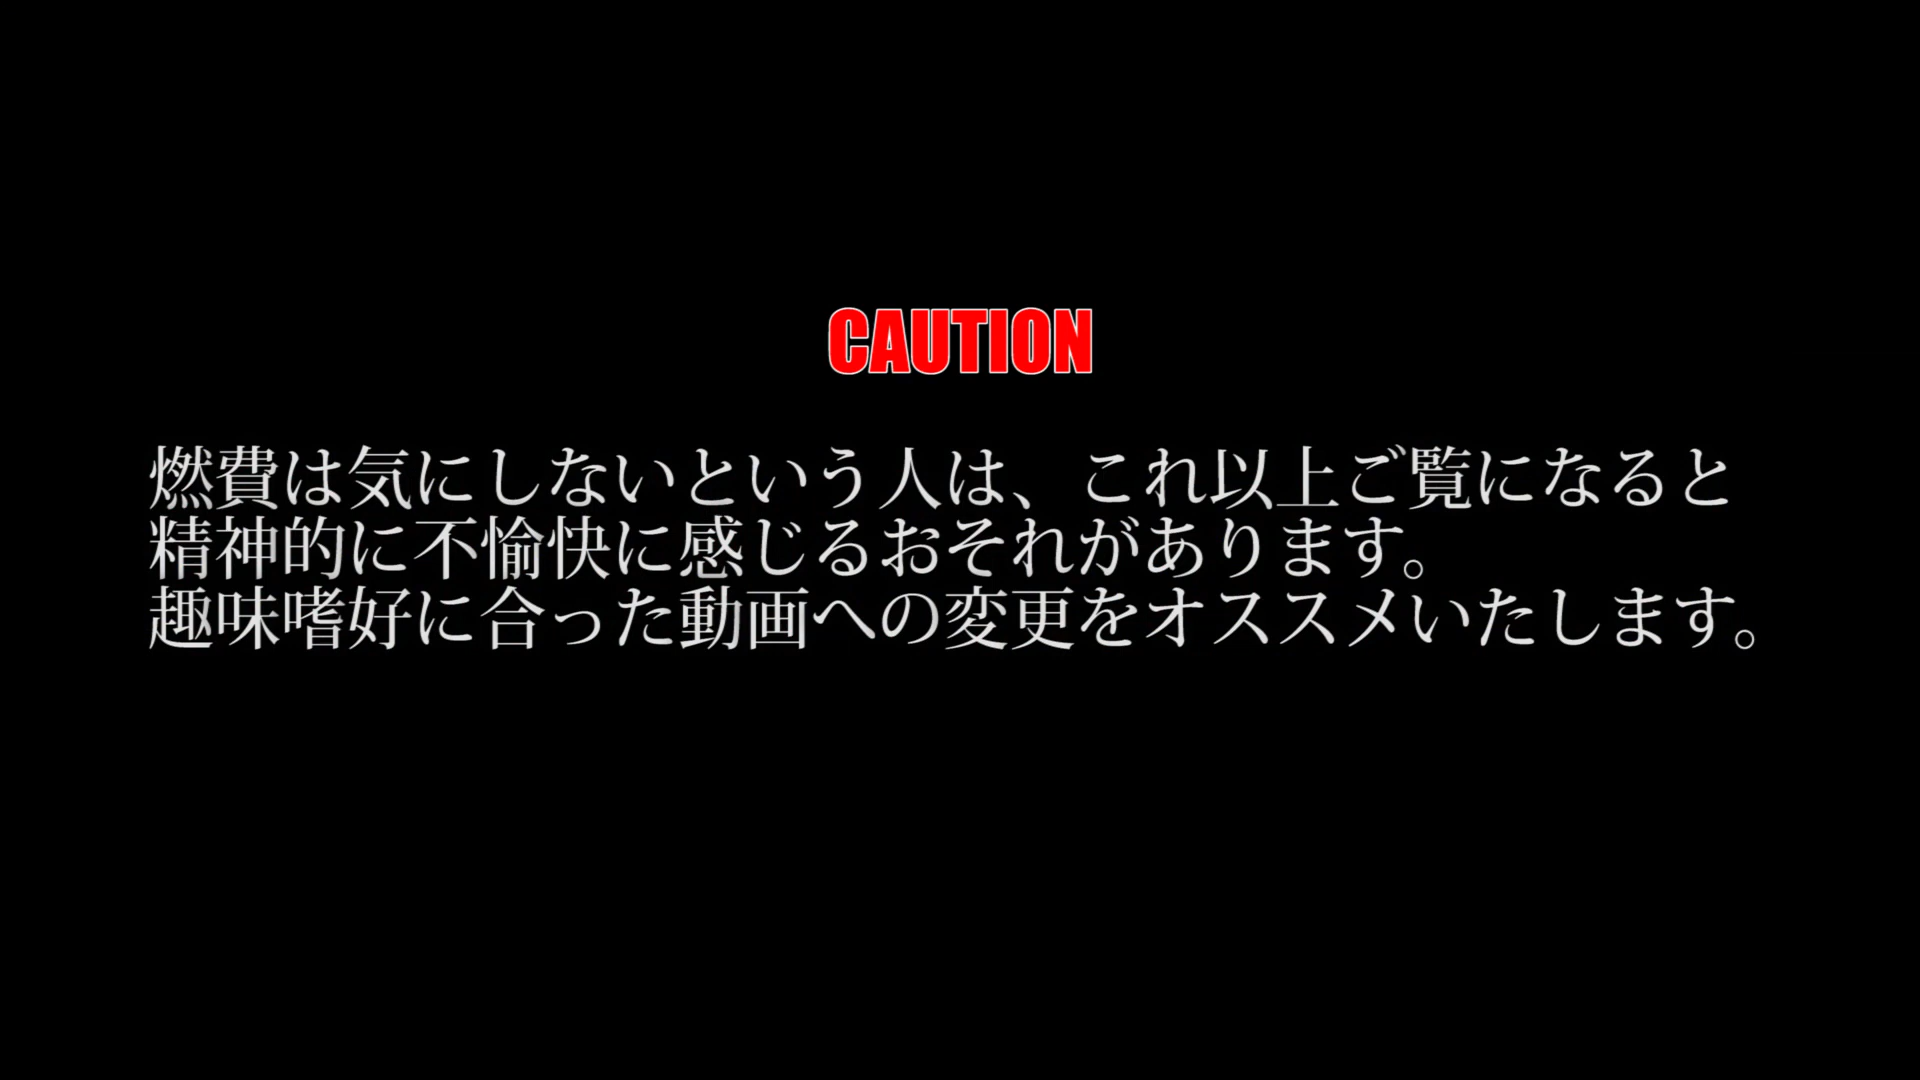 CAUTION
燃費は気にしないという人は、これ以上ご覧になると
精神的に不愉快に感じるおそれがあります。
趣味嗜好に合った動画への変更をオススメいたします。